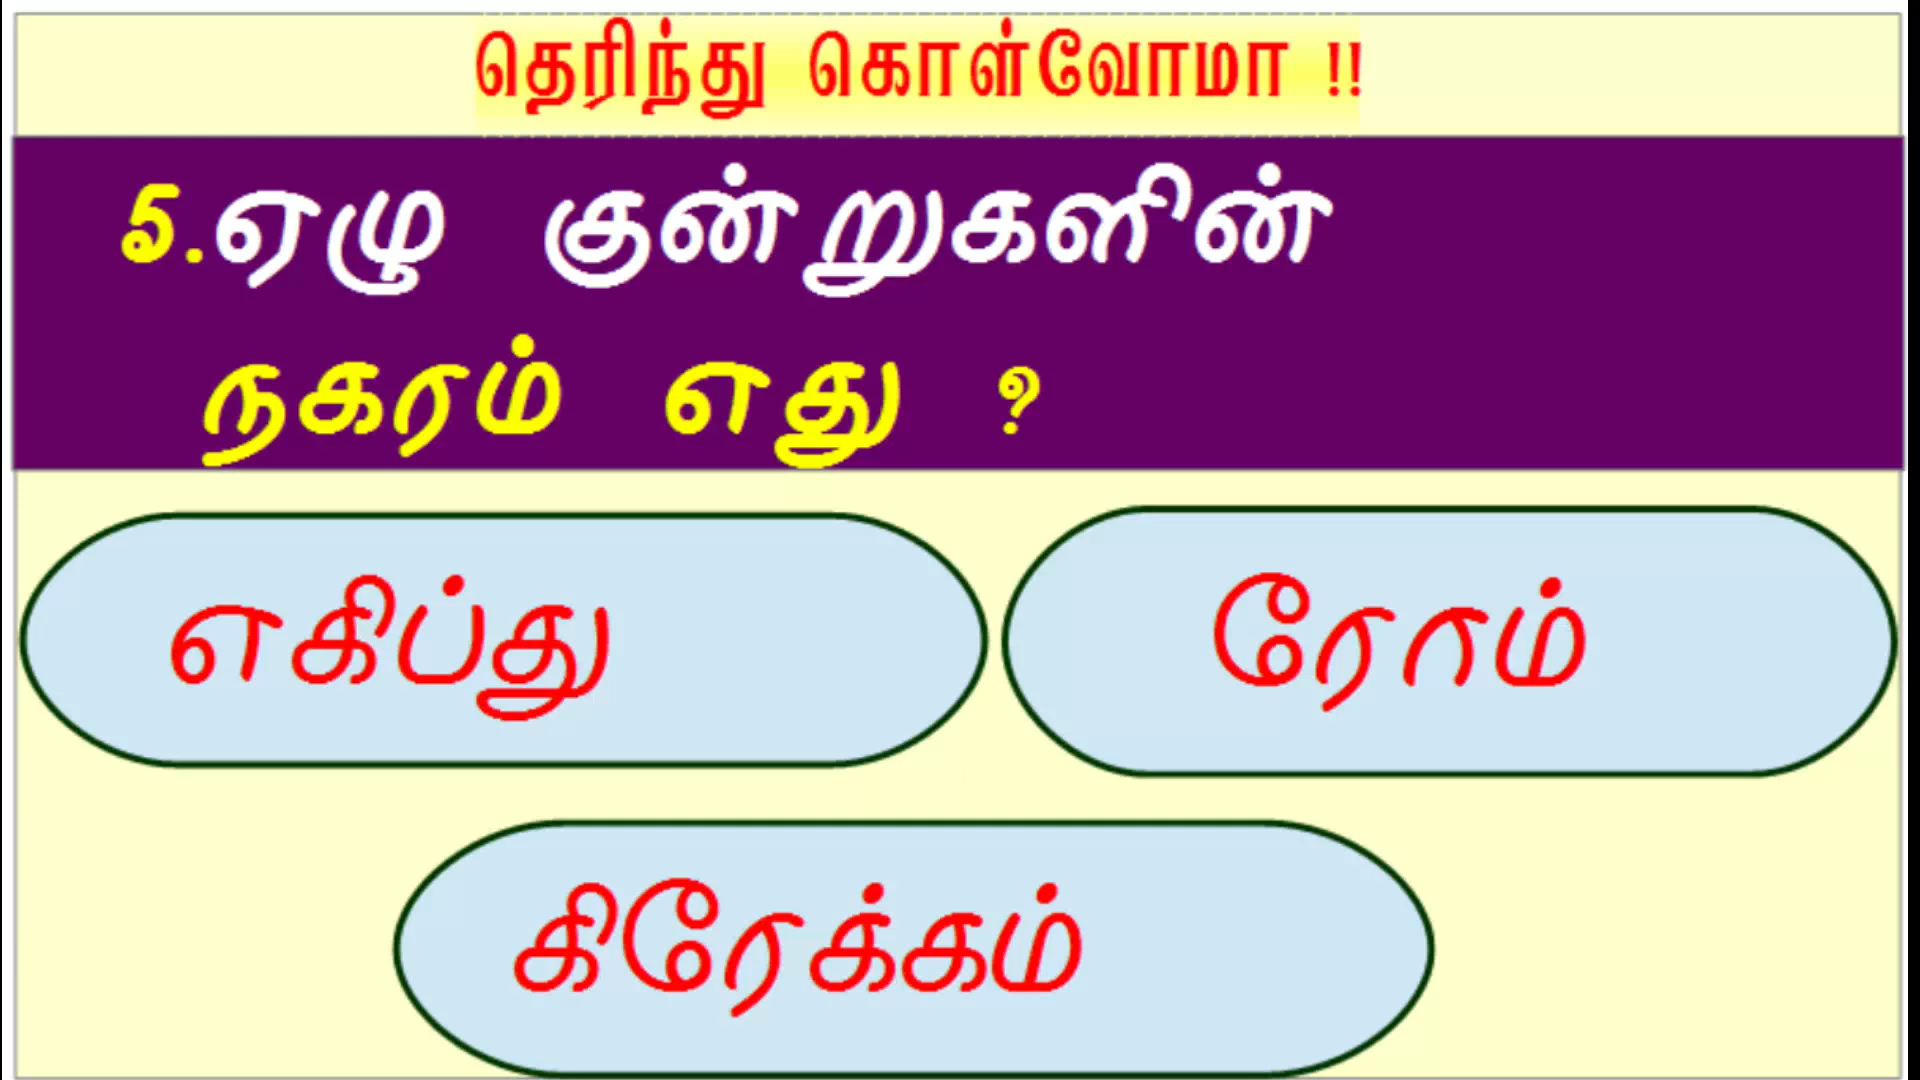 தெரிந்து கொள்வோமா !!
5.ஏழு குன்றுகளின்
நகரம் எது ?
எகிப்து
ரோம்
கிரேக்கம்